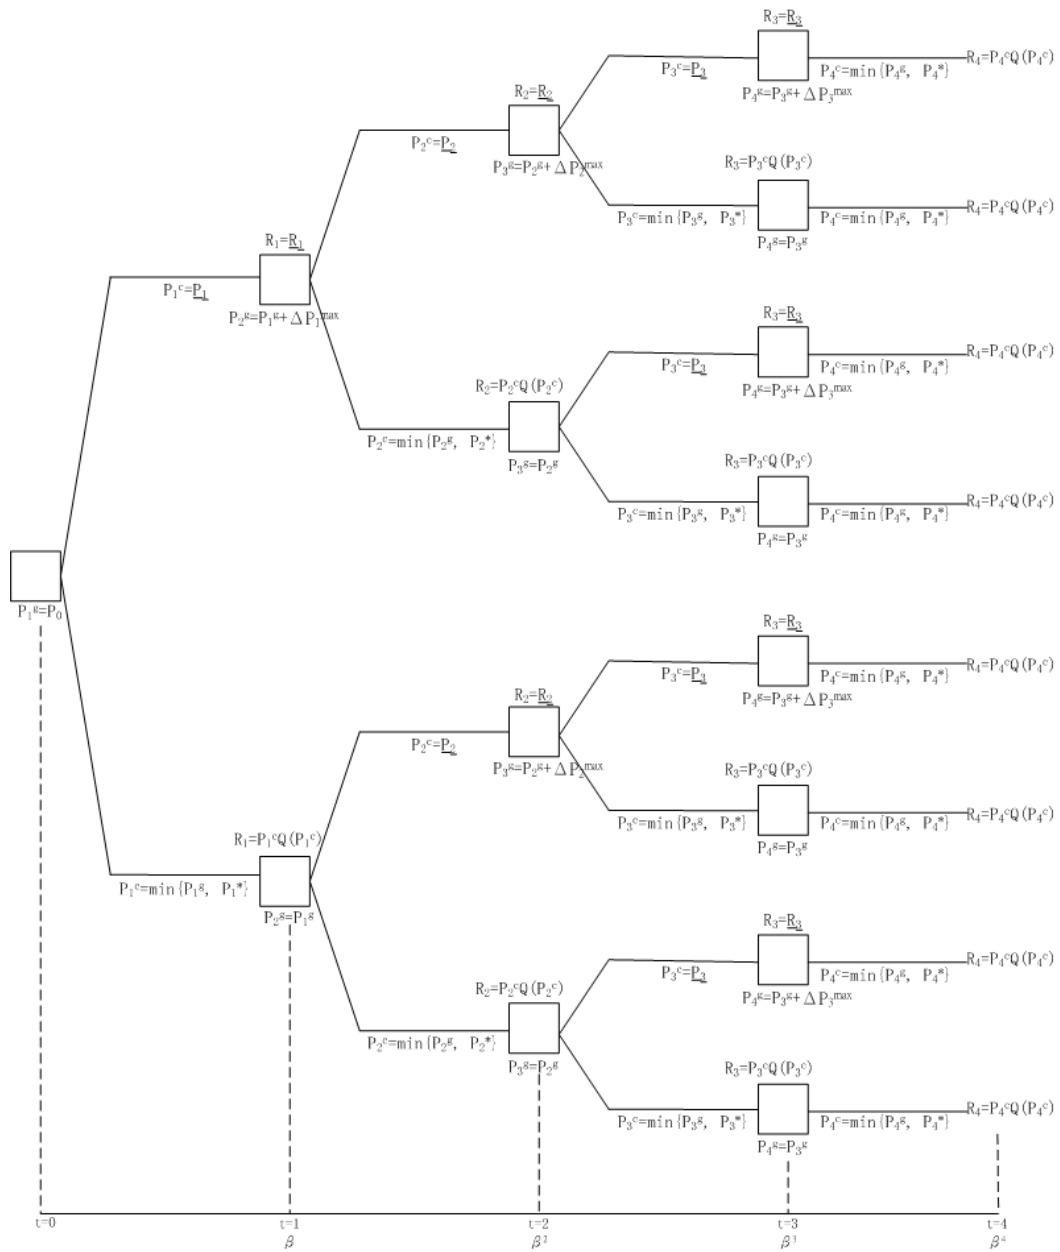 R₃=R̲₃
P₃ᶜ=P̲₃
P₄ᶜ=min{P₄ᵍ, P₄*}
R₄=P₄ᶜQ(P₄ᶜ)
P₄ᵍ=P₃ᵍ+ΔP₃ᵐᵃˣ
R₂=R̲₂
P₂ᶜ=P̲₂
P₃ᵍ=P₂ᵍ+ΔP₂ᵐᵃˣ
R₃=P₃ᶜQ(P₃ᶜ)
P₃ᶜ=min{P₃ᵍ, P₃*}
P₄ᶜ=min{P₄ᵍ, P₄*}
R₄=P₄ᶜQ(P₄ᶜ)
P₄ᵍ=P₃ᵍ
R₁=R̲₁
P₁ᶜ=P̲₁
P₂ᵍ=P₁ᵍ+ΔP₁ᵐᵃˣ
R₃=R̲₃
P₃ᶜ=P̲₃
P₄ᶜ=min{P₄ᵍ, P₄*}
R₄=P₄ᶜQ(P₄ᶜ)
P₄ᵍ=P₃ᵍ+ΔP₃ᵐᵃˣ
R₂=P₂ᶜQ(P₂ᶜ)
P₂ᶜ=min{P₂ᵍ, P₂*}
P₃ᵍ=P₂ᵍ
R₃=P₃ᶜQ(P₃ᶜ)
P₃ᶜ=min{P₃ᵍ, P₃*}
P₄ᶜ=min{P₄ᵍ, P₄*}
R₄=P₄ᶜQ(P₄ᶜ)
P₄ᵍ=P₃ᵍ
P₁ᵍ=P₀
R₃=R̲₃
P₃ᶜ=P̲₃
P₄ᶜ=min{P₄ᵍ, P₄*}
R₄=P₄ᶜQ(P₄ᶜ)
P₄ᵍ=P₃ᵍ+ΔP₃ᵐᵃˣ
R₂=R̲₂
P₂ᶜ=P̲₂
P₃ᵍ=P₂ᵍ+ΔP₂ᵐᵃˣ
R₃=P₃ᶜQ(P₃ᶜ)
P₃ᶜ=min{P₃ᵍ, P₃*}
P₄ᶜ=min{P₄ᵍ, P₄*}
R₄=P₄ᶜQ(P₄ᶜ)
P₄ᵍ=P₃ᵍ
R₁=P₁ᶜQ(P₁ᶜ)
P₁ᶜ=min{P₁ᵍ, P₁*}
P₂ᵍ=P₁ᵍ
R₃=R̲₃
P₃ᶜ=P̲₃
P₄ᶜ=min{P₄ᵍ, P₄*}
R₄=P₄ᶜQ(P₄ᶜ)
P₄ᵍ=P₃ᵍ+ΔP₃ᵐᵃˣ
R₂=P₂ᶜQ(P₂ᶜ)
P₂ᶜ=min{P₂ᵍ, P₂*}
P₃ᵍ=P₂ᵍ
R₃=P₃ᶜQ(P₃ᶜ)
P₃ᶜ=min{P₃ᵍ, P₃*}
P₄ᶜ=min{P₄ᵍ, P₄*}
R₄=P₄ᶜQ(P₄ᶜ)
P₄ᵍ=P₃ᵍ
t=0 t=1 t=2 t=3 t=4
β β² β³ β⁴